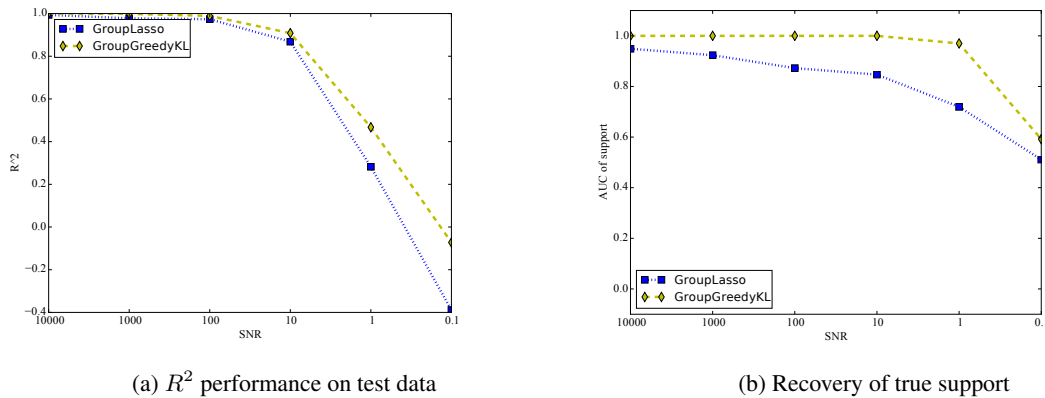 1.0
0.8
0.6
0.4
0.2
0.0
−0.2
−0.4
R^2
GroupLasso
GroupGreedyKL
10000 1000 100 10 1 0.1
SNR
(a) R² performance on test data
1.0
0.8
0.6
0.4
0.2
0.0
AUC of support
GroupLasso
GroupGreedyKL
10000 1000 100 10 1 0.
SNR
(b) Recovery of true support